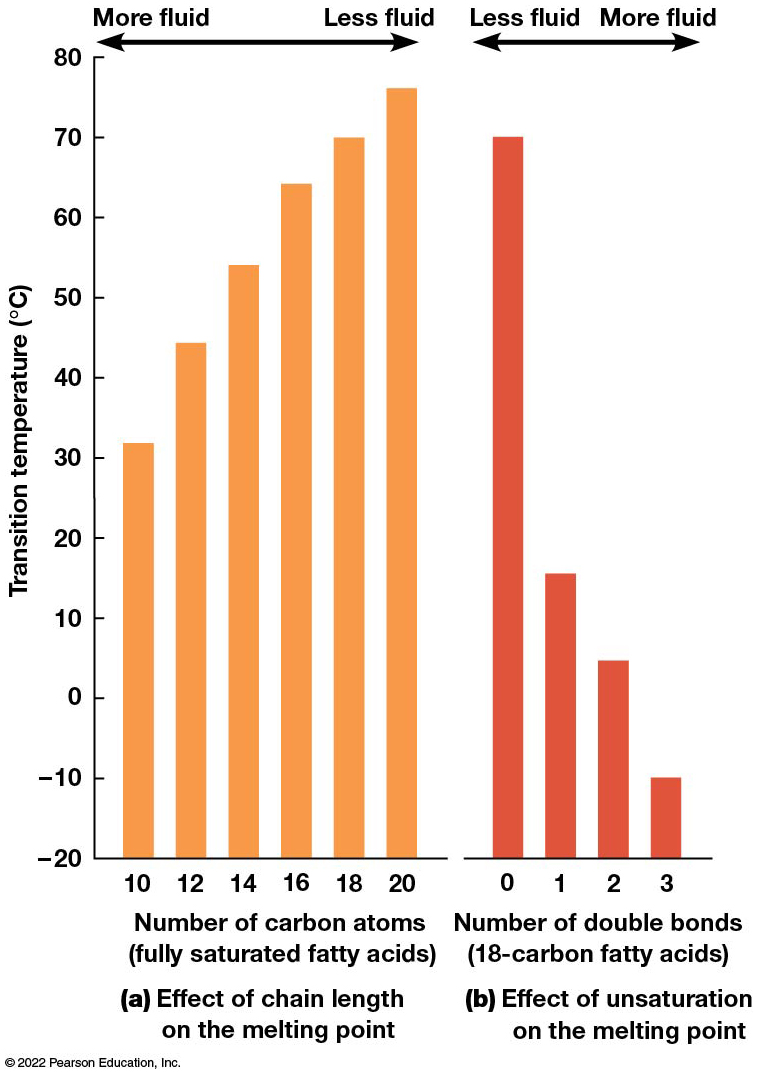 More fluid Less fluid
Less fluid More fluid
Transition temperature (°C)
80
70
60
50
40
30
20
10
0
−10
−20
10 12 14 16 18 20
Number of carbon atoms
(fully saturated fatty acids)
(a) Effect of chain length
on the melting point
0 1 2 3
Number of double bonds
(18-carbon fatty acids)
(b) Effect of unsaturation
on the melting point
© 2022 Pearson Education, Inc.